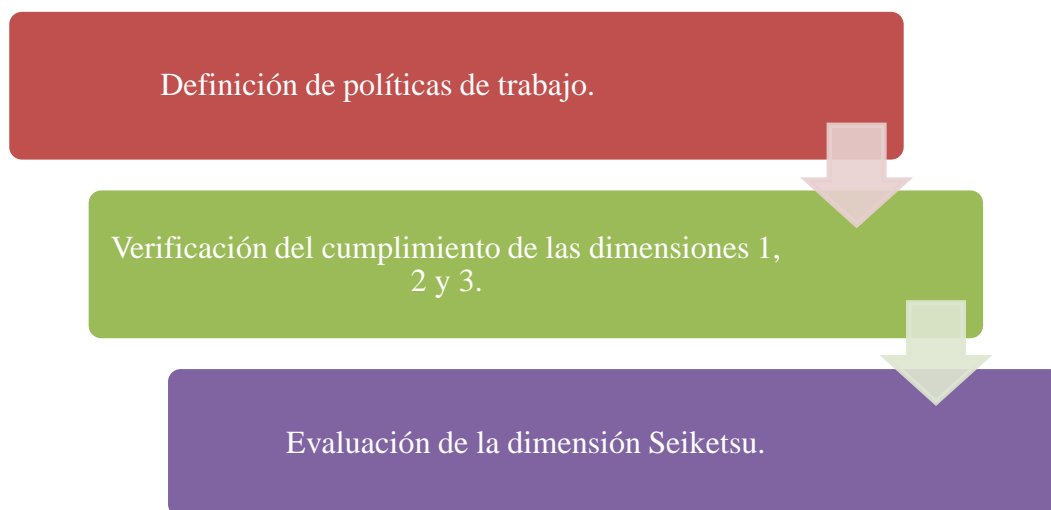 Definición de políticas de trabajo.
Verificación del cumplimiento de las dimensiones 1,
2 y 3.
Evaluación de la dimensión Seiketsu.